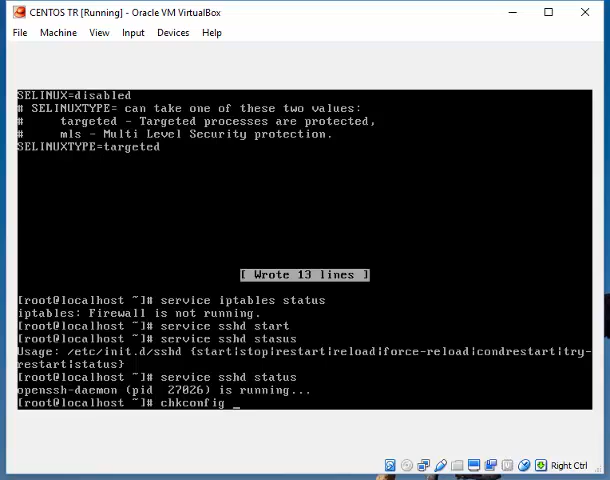 CENTOS TR [Running] - Oracle VM VirtualBox
File Machine View Input Devices Help
SELINUX=disabled
# SELINUXTYPE= can take one of these two values:
#     targeted - Targeted processes are protected,
#     mls - Multi Level Security protection.
SELINUXTYPE=targeted
[ Wrote 13 lines ]
[root@localhost ~]# service iptables status
iptables: Firewall is not running.
[root@localhost ~]# service sshd start
[root@localhost ~]# service sshd stasus
Usage: /etc/init.d/sshd {start|stop|restart|reload|force-reload|condrestart|try-
restart|status}
[root@localhost ~]# service sshd status
openssh-daemon (pid  27026) is running...
[root@localhost ~]# chkconfig _
Right Ctrl